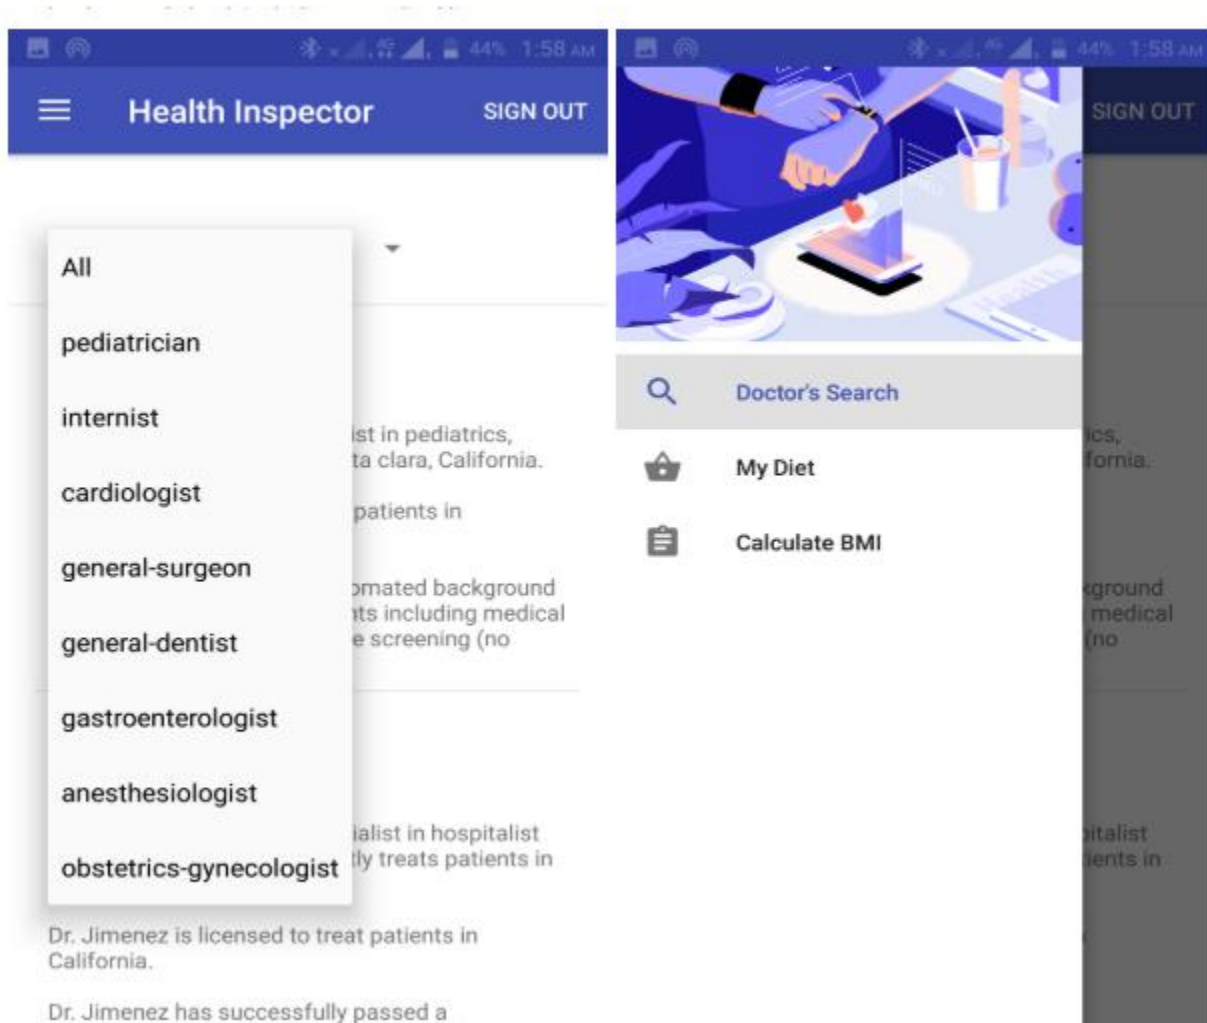 44% 1:58 AM
Health Inspector SIGN OUT
All
pediatrician
internist
ist in pediatrics,
ta clara, California.
cardiologist
patients in
general-surgeon
omated background
nts including medical
general-dentist
e screening (no
gastroenterologist
anesthesiologist
ialist in hospitalist
obstetrics-gynecologist
tly treats patients in
Dr. Jimenez is licensed to treat patients in
California.
Dr. Jimenez has successfully passed a
44% 1:58 AM
SIGN OUT
Health
Doctor's Search
ics,
My Diet
fornia.
Calculate BMI
kground
medical
(no
pitalist
ients in